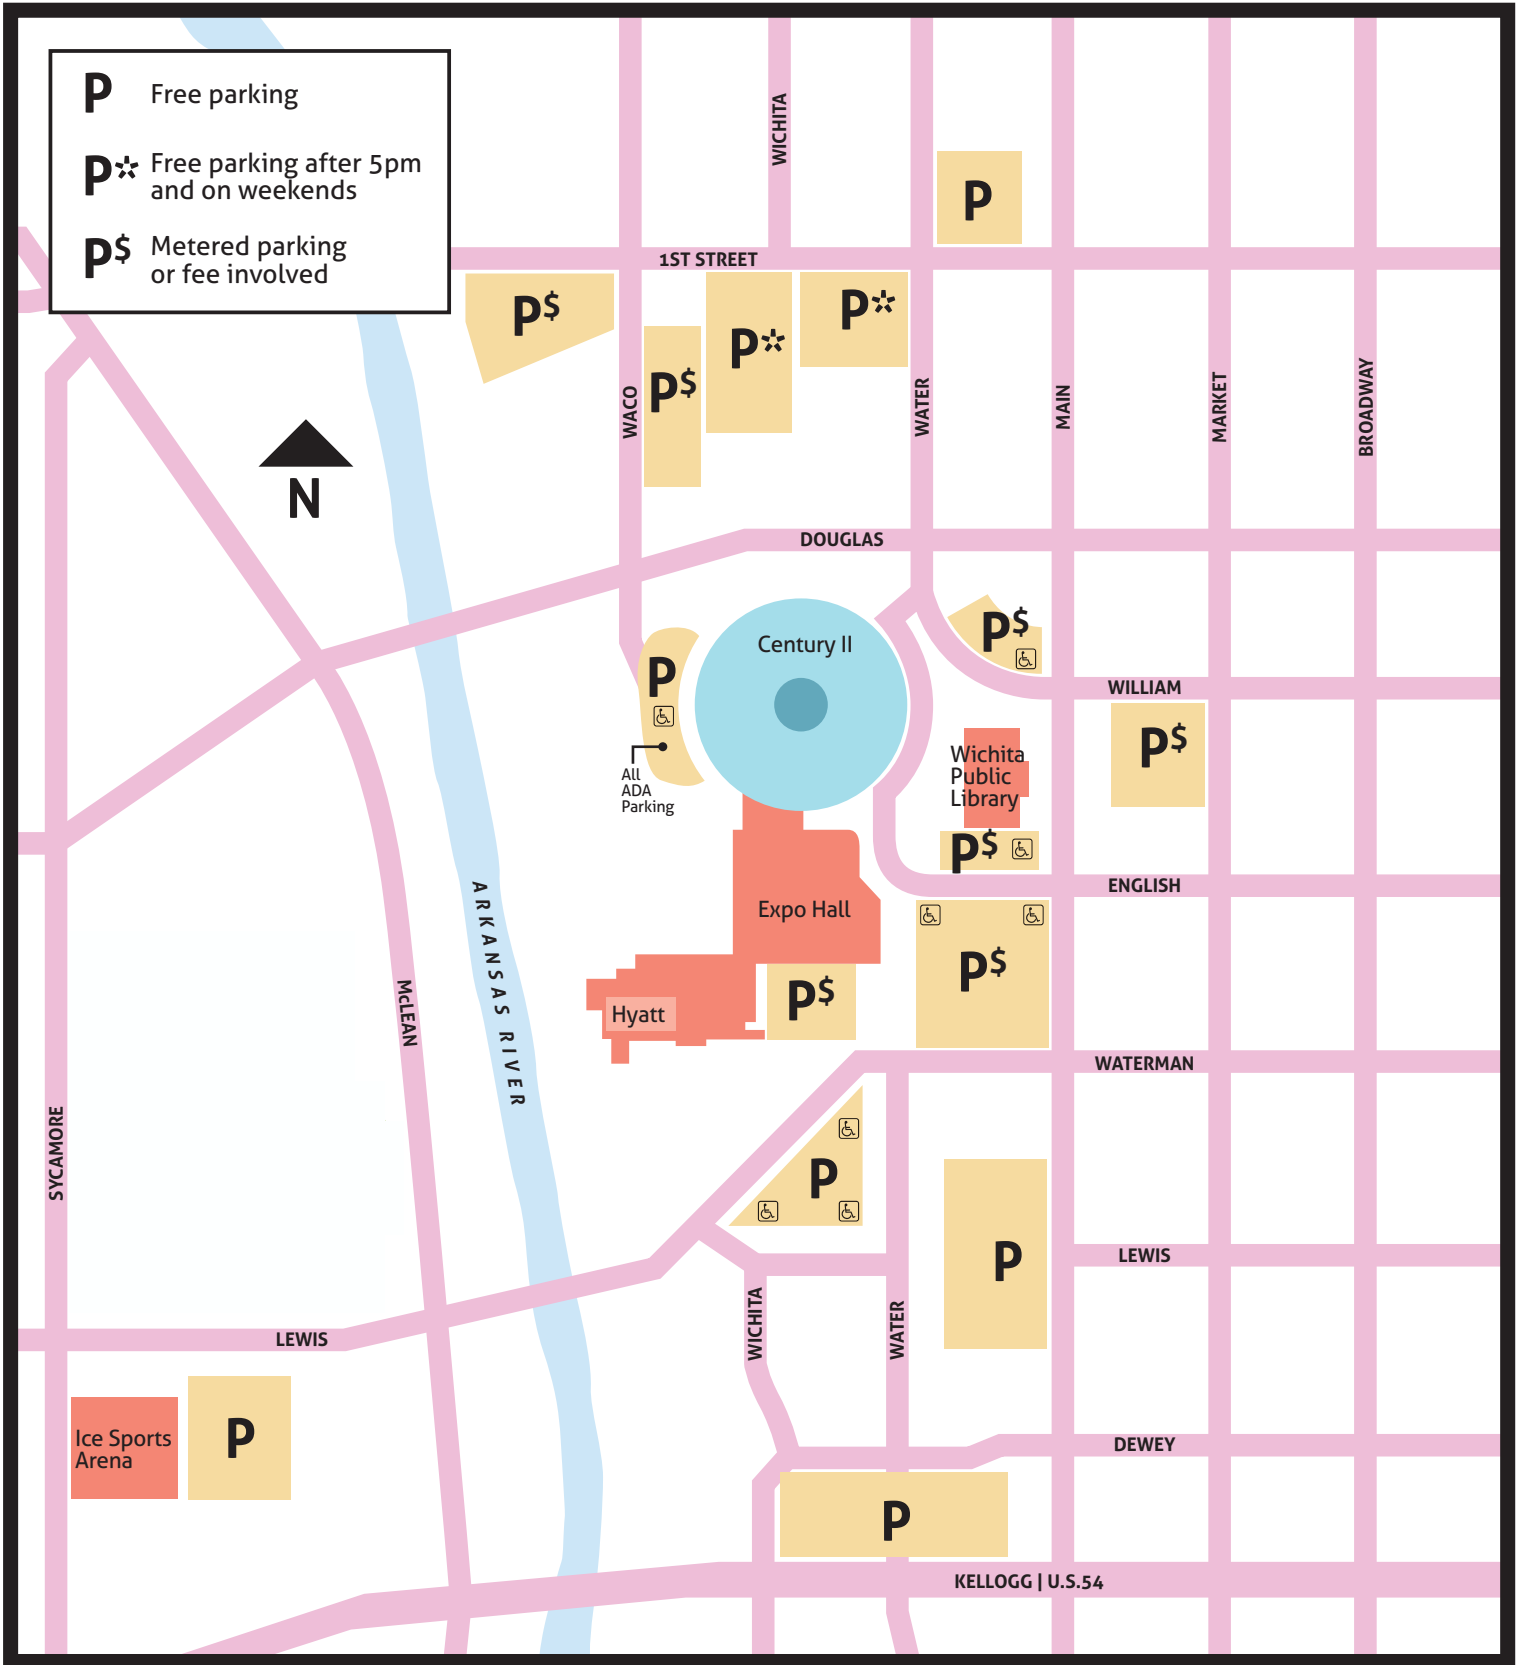 P Free parking
P* Free parking after 5pm
and on weekends
P$ Metered parking
or fee involved
WICHITA
P
1ST STREET
P$
P*
P*
P$
WACO
WATER
MAIN
MARKET
BROADWAY
N
DOUGLAS
P$
Century II
P
WILLIAM
P$
Wichita
Public
Library
All
ADA
Parking
P$
ENGLISH
ARKANSAS RIVER
Expo Hall
P$
P$
Hyatt
McLEAN
WATERMAN
SYCAMORE
P
P
LEWIS
WICHITA
WATER
LEWIS
Ice Sports
Arena
P
DEWEY
P
KELLOGG | U.S.54